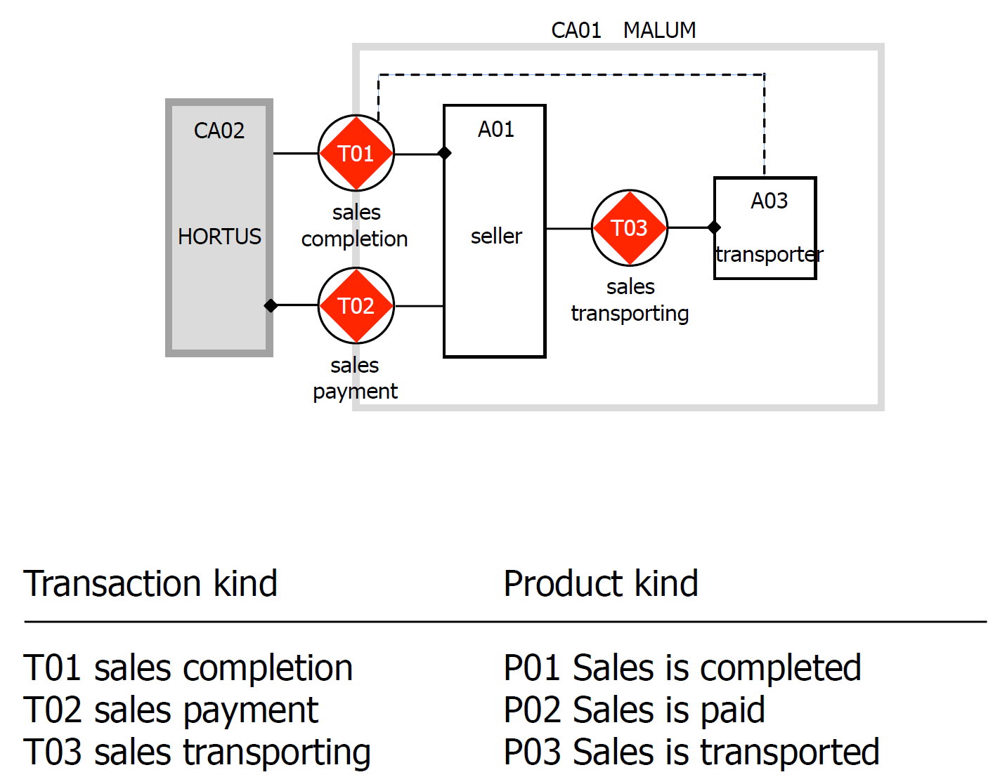 CA01 MALUM
CA02
HORTUS
T01
sales
completion
A01
seller
T02
sales
payment
T03
sales
transporting
A03
transporter
Transaction kind Product kind
T01 sales completion P01 Sales is completed
T02 sales payment P02 Sales is paid
T03 sales transporting P03 Sales is transported